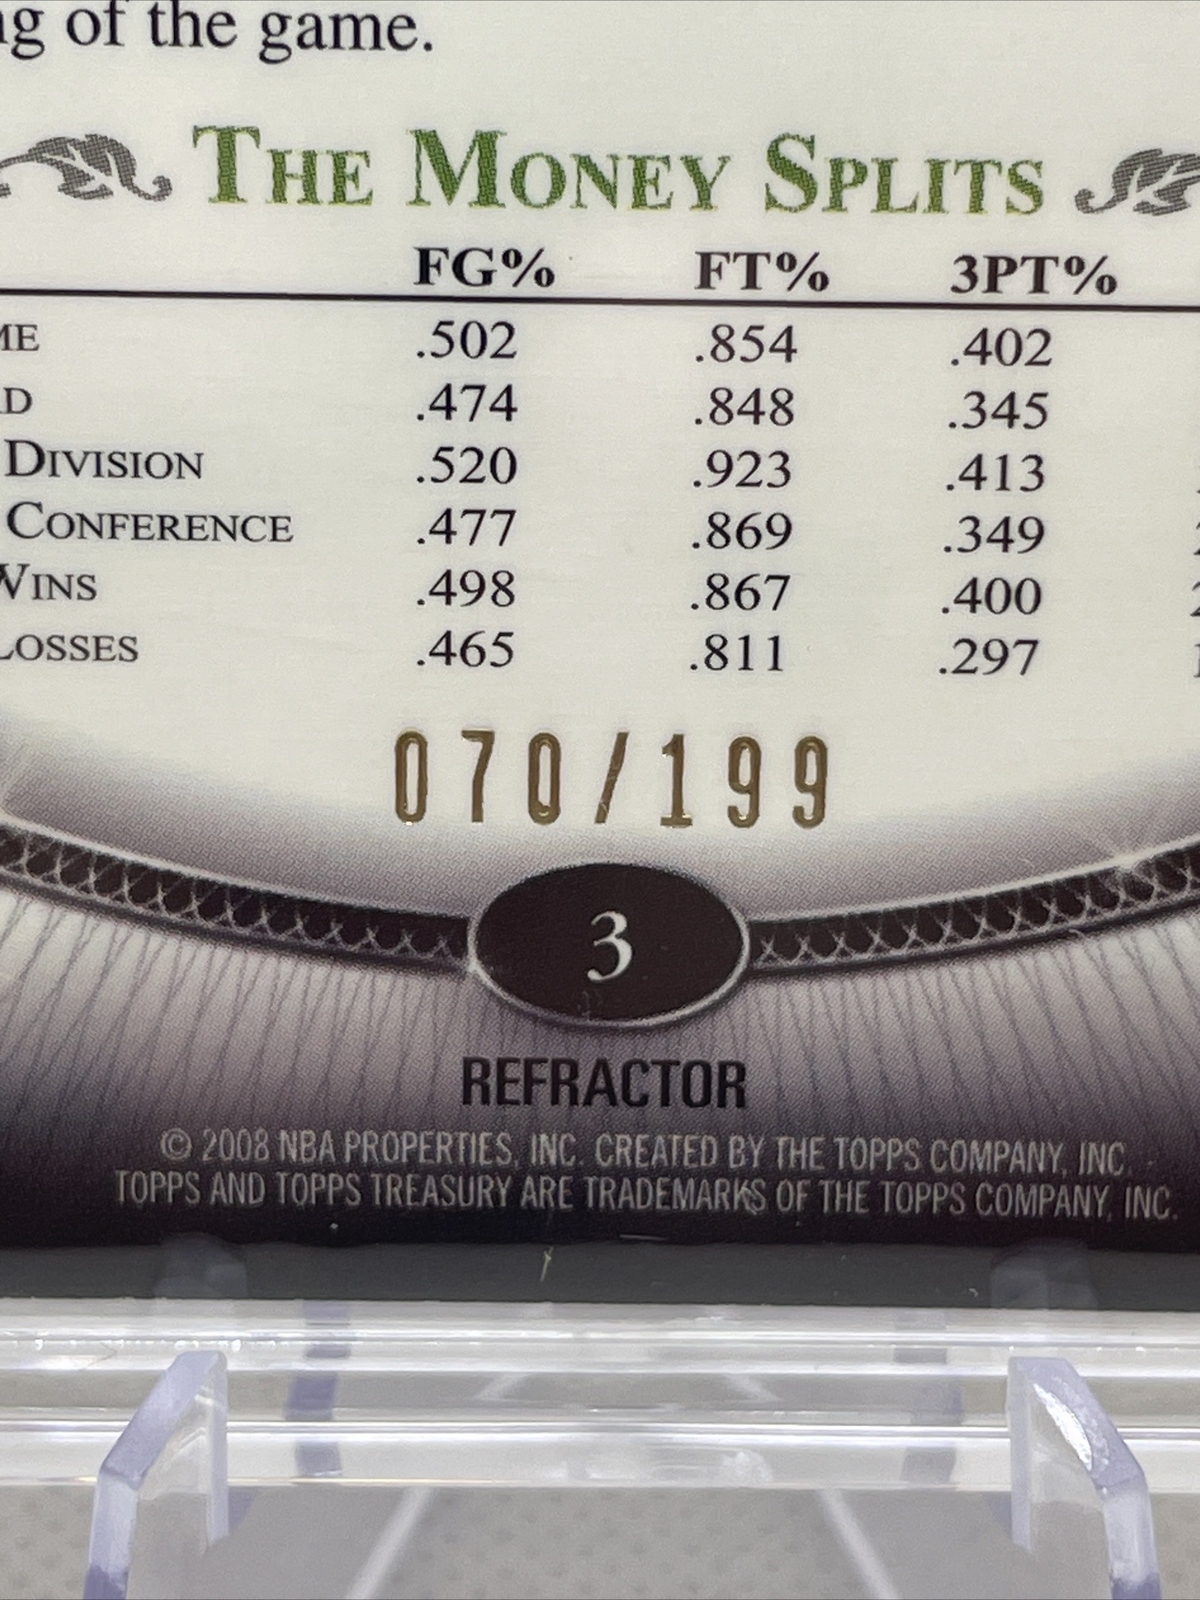 of the game.
THE MONEY SPLITS
FG% FT% 3PT%
.502 .854 .402
.474 .848 .345
DIVISION .520 .923 .413
CONFERENCE .477 .869 .349
WINS .498 .867 .400
LOSSES .465 .811 .297
070/199
3
REFRACTOR
© 2008 NBA PROPERTIES, INC. CREATED BY THE TOPPS COMPANY, INC.
TOPPS AND TOPPS TREASURY ARE TRADEMARKS OF THE TOPPS COMPANY, INC.